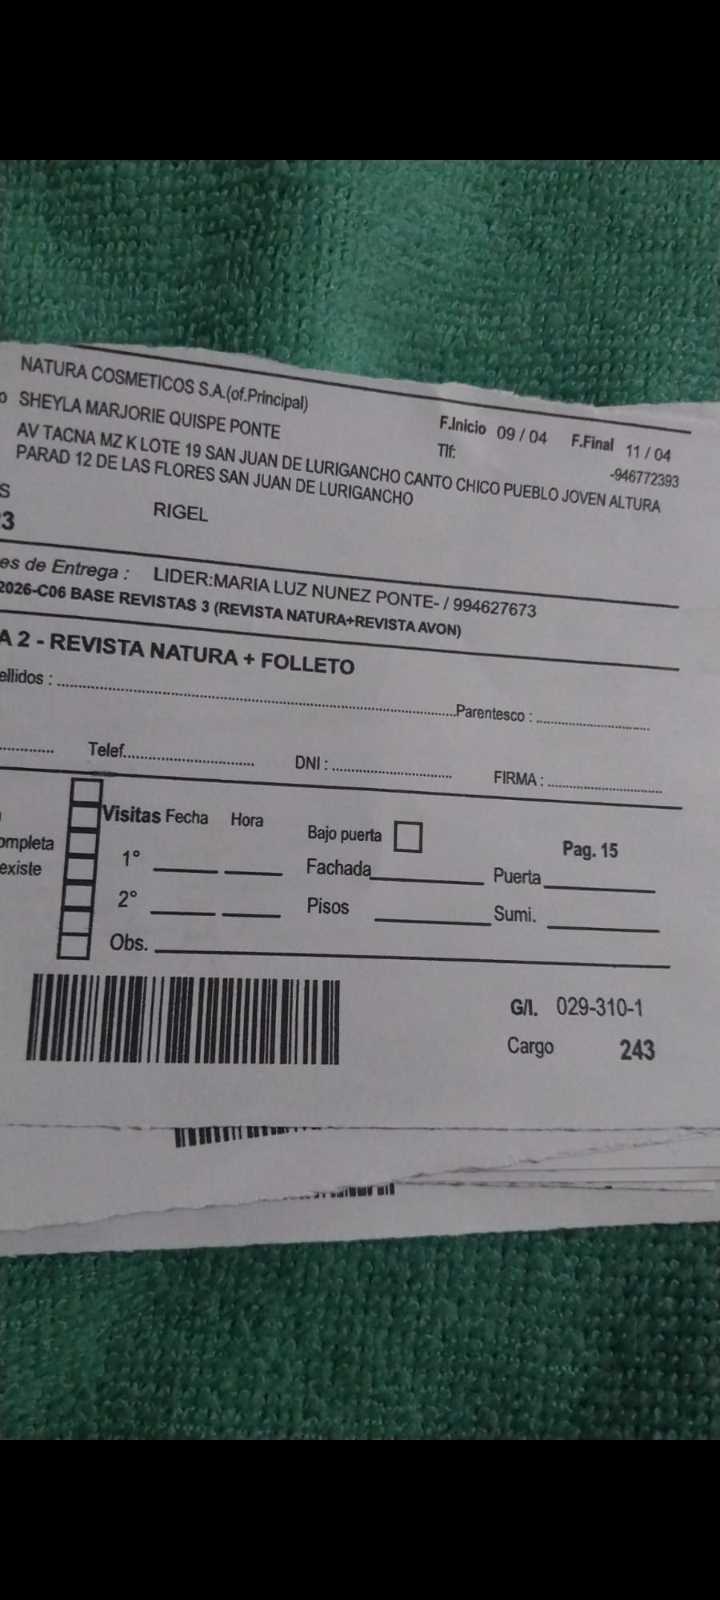 NATURA COSMETICOS S.A.(of.Principal)
o SHEYLA MARJORIE QUISPE PONTE
F.Inicio 09 / 04 F.Final 11 / 04
AV TACNA MZ K LOTE 19 SAN JUAN DE LURIGANCHO CANTO CHICO PUEBLO JOVEN ALTURA
Tlf: -946772393
PARAD 12 DE LAS FLORES SAN JUAN DE LURIGANCHO
S
3 RIGEL
es de Entrega : LIDER:MARIA LUZ NUNEZ PONTE- / 994627673
2026-C06 BASE REVISTAS 3 (REVISTA NATURA+REVISTA AVON)
A 2 - REVISTA NATURA + FOLLETO
ellidos : Parentesco :
Telef. DNI : FIRMA :
Visitas Fecha Hora Bajo puerta Pag. 15
ompleta 1° Fachada Puerta
existe
2° Pisos Sumi.
Obs.
G/I. 029-310-1
Cargo 243